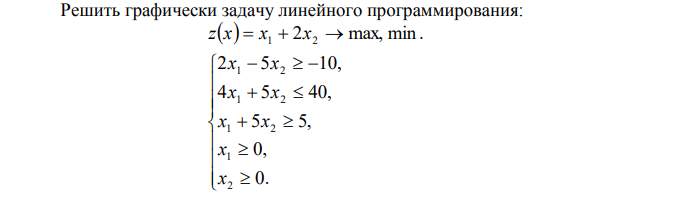 Решить графически задачу линейного программирования:
z(x) = x₁ + 2x₂ → max, min .
2x₁ − 5x₂ ≥ −10,
4x₁ + 5x₂ ≤ 40,
x₁ + 5x₂ ≥ 5,
x₁ ≥ 0,
x₂ ≥ 0.